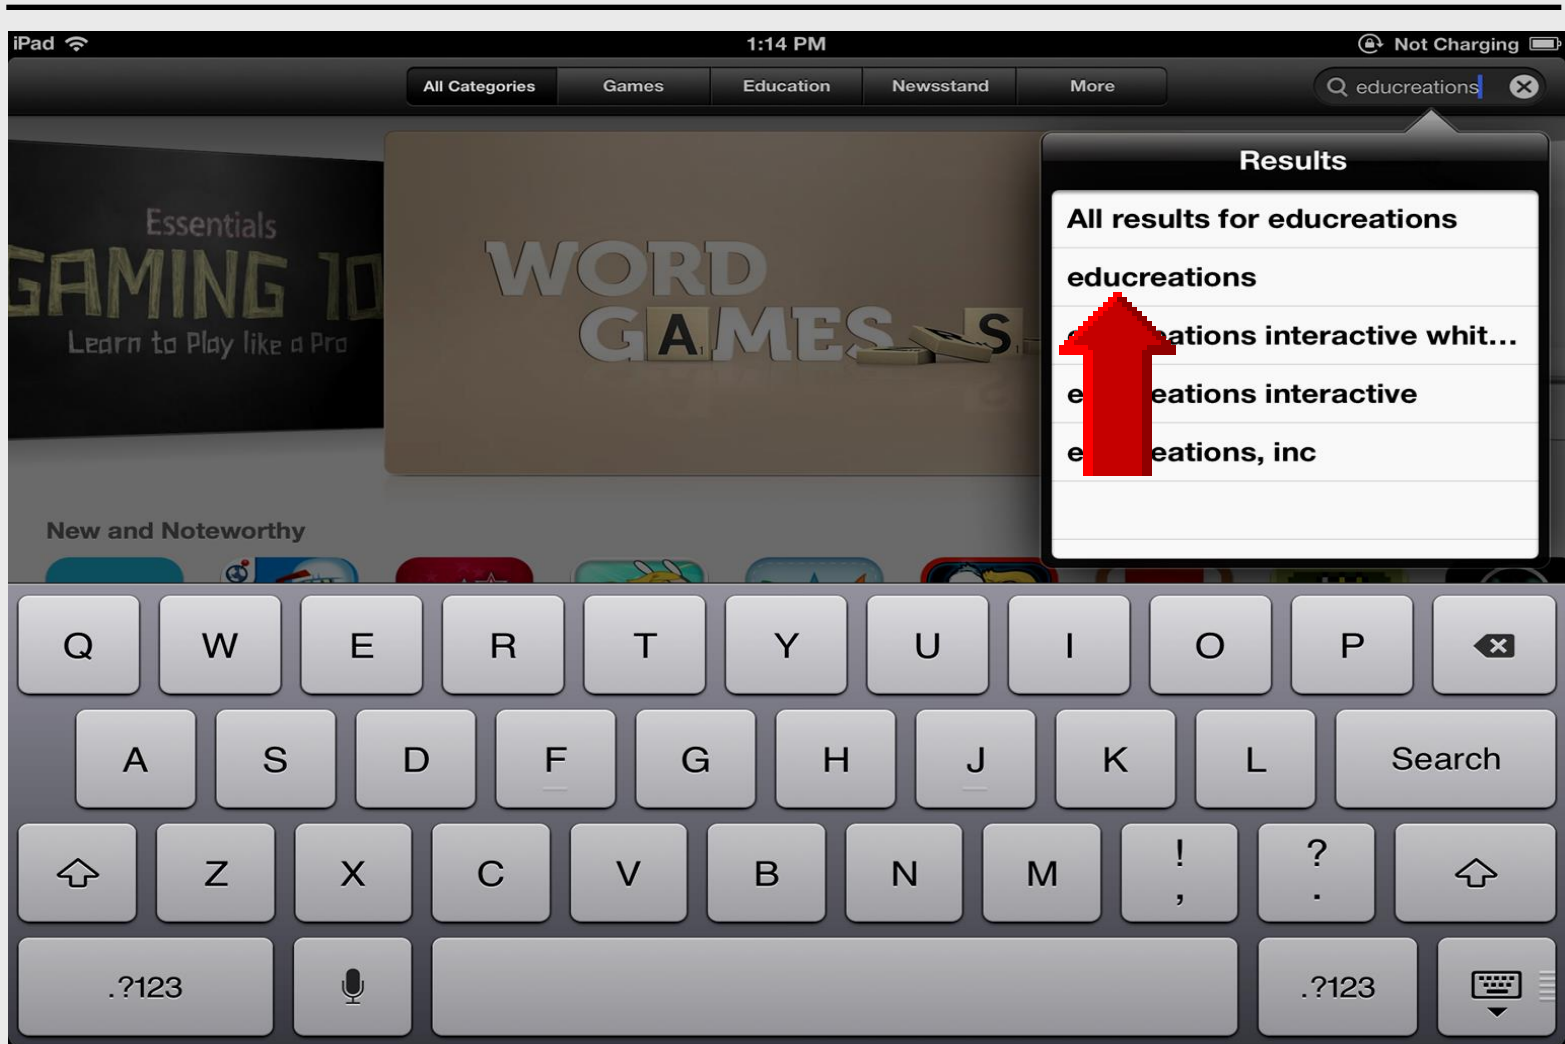 iPad 1:14 PM Not Charging
All Categories Games Education Newsstand More educreations
Results
All results for educreations
educreations
ations interactive whit...
e eations interactive
e eations, inc
Essentials
GAMING 10
Learn to Play like a Pro
WORD
GAMES S
New and Noteworthy
Q W E R T Y U I O P
A S D F G H J K L Search
Z X C V B N M ! , ? .
.?123 .?123